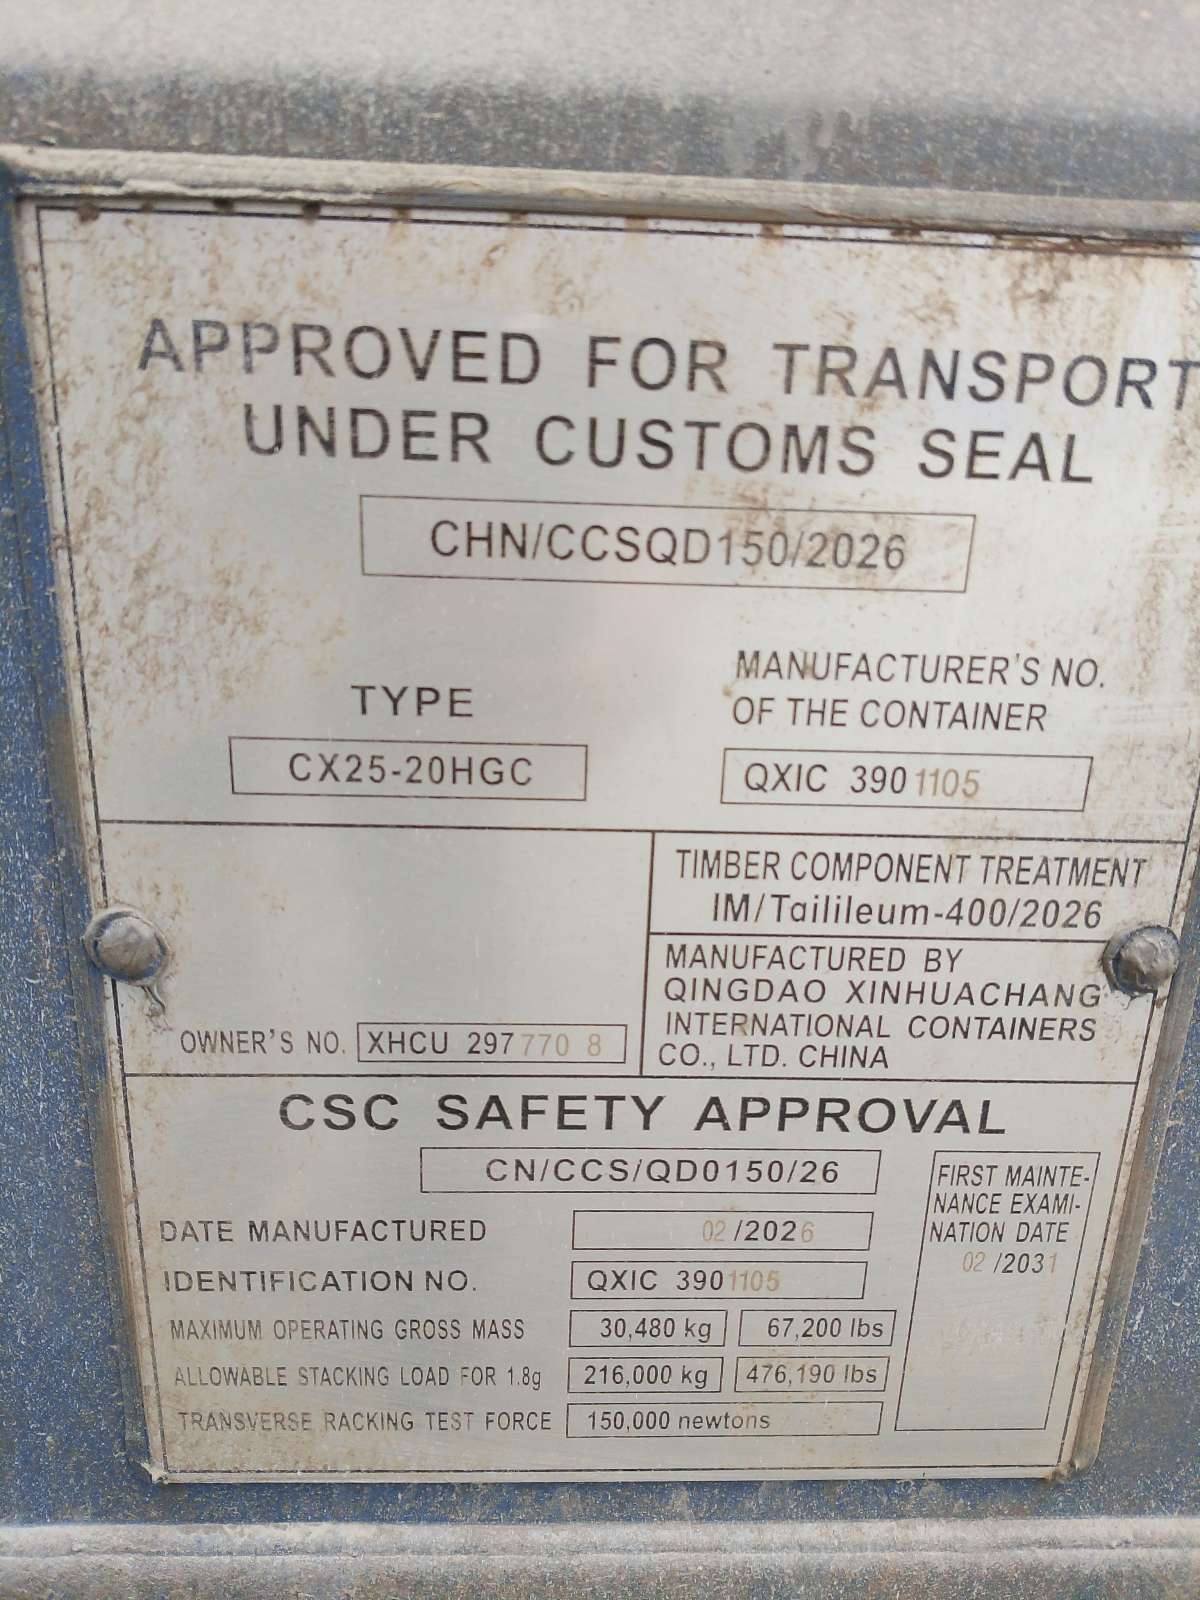 APPROVED FOR TRANSPORT
UNDER CUSTOMS SEAL
CHN/CCSQD150/2026
TYPE
CX25-20HGC
MANUFACTURER'S NO.
OF THE CONTAINER
QXIC 3901105
TIMBER COMPONENT TREATMENT
IM/Tailileum-400/2026
MANUFACTURED BY
QINGDAO XINHUACHANG
INTERNATIONAL CONTAINERS
CO., LTD. CHINA
OWNER'S NO. XHCU 297770 8
CSC SAFETY APPROVAL
CN/CCS/QD0150/26
DATE MANUFACTURED 02/2026
IDENTIFICATION NO. QXIC 3901105
MAXIMUM OPERATING GROSS MASS 30,480 kg 67,200 lbs
ALLOWABLE STACKING LOAD FOR 1.8g 216,000 kg 476,190 lbs
TRANSVERSE RACKING TEST FORCE 150,000 newtons
FIRST MAINTE-
NANCE EXAMI-
NATION DATE
02/2031